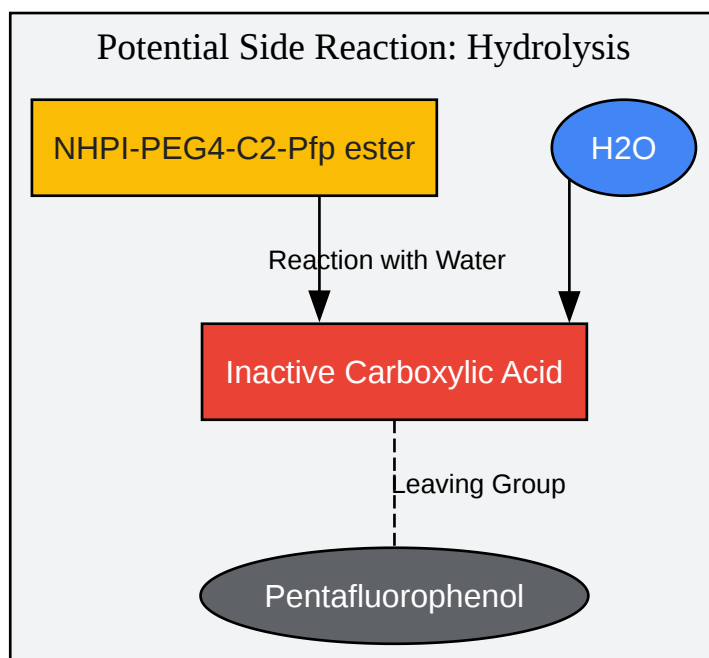 Potential Side Reaction: Hydrolysis
NHPI-PEG4-C2-Pfp ester
H2O
Reaction with Water
Inactive Carboxylic Acid
Leaving Group
Pentafluorophenol